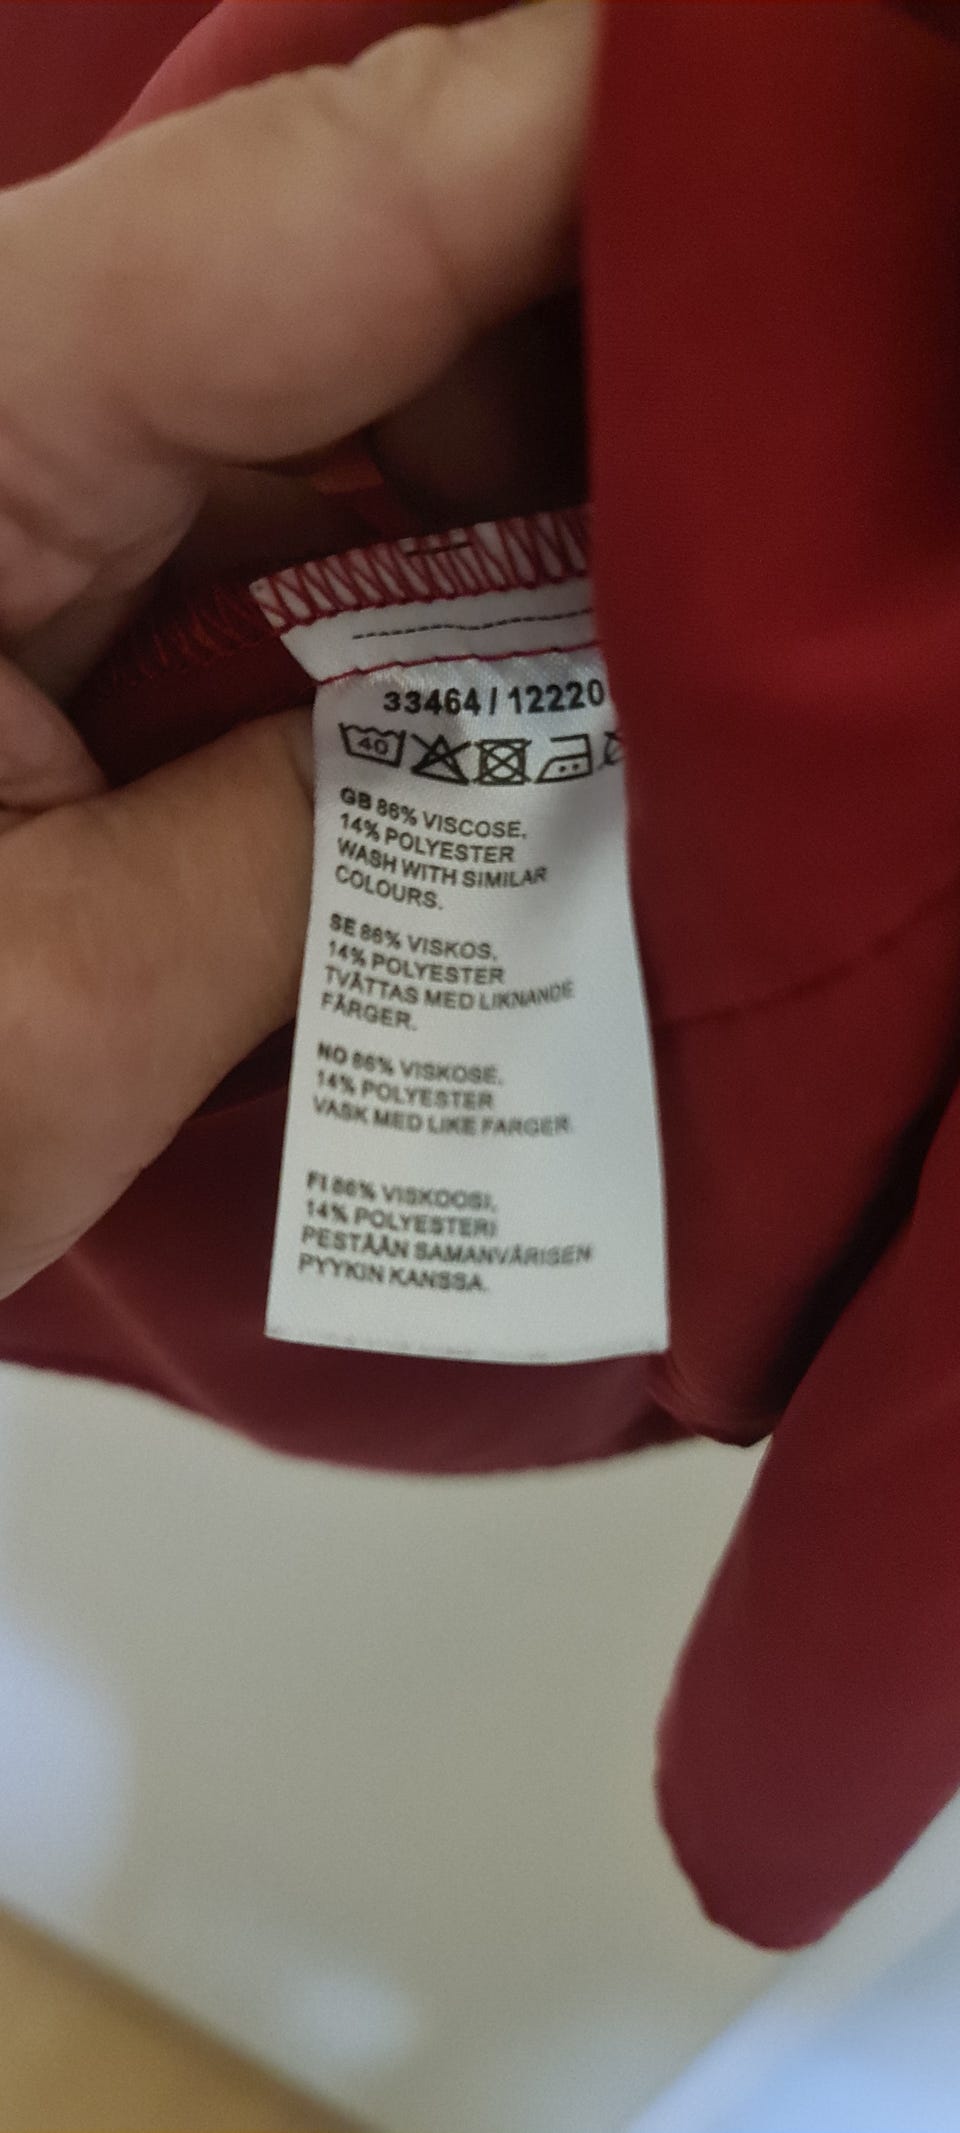 33464 / 12220
40
GB 86% VISCOSE,
14% POLYESTER
WASH WITH SIMILAR
COLOURS.
SE 86% VISKOS,
14% POLYESTER
TVÄTTAS MED LIKNANDE
FÄRGER.
NO 86% VISKOSE,
14% POLYESTER
VASK MED LIKE FARGER.
FI 86% VISKOOSI,
14% POLYESTERI
PESTÄÄN SAMANVÄRISEN
PYYKIN KANSSA.